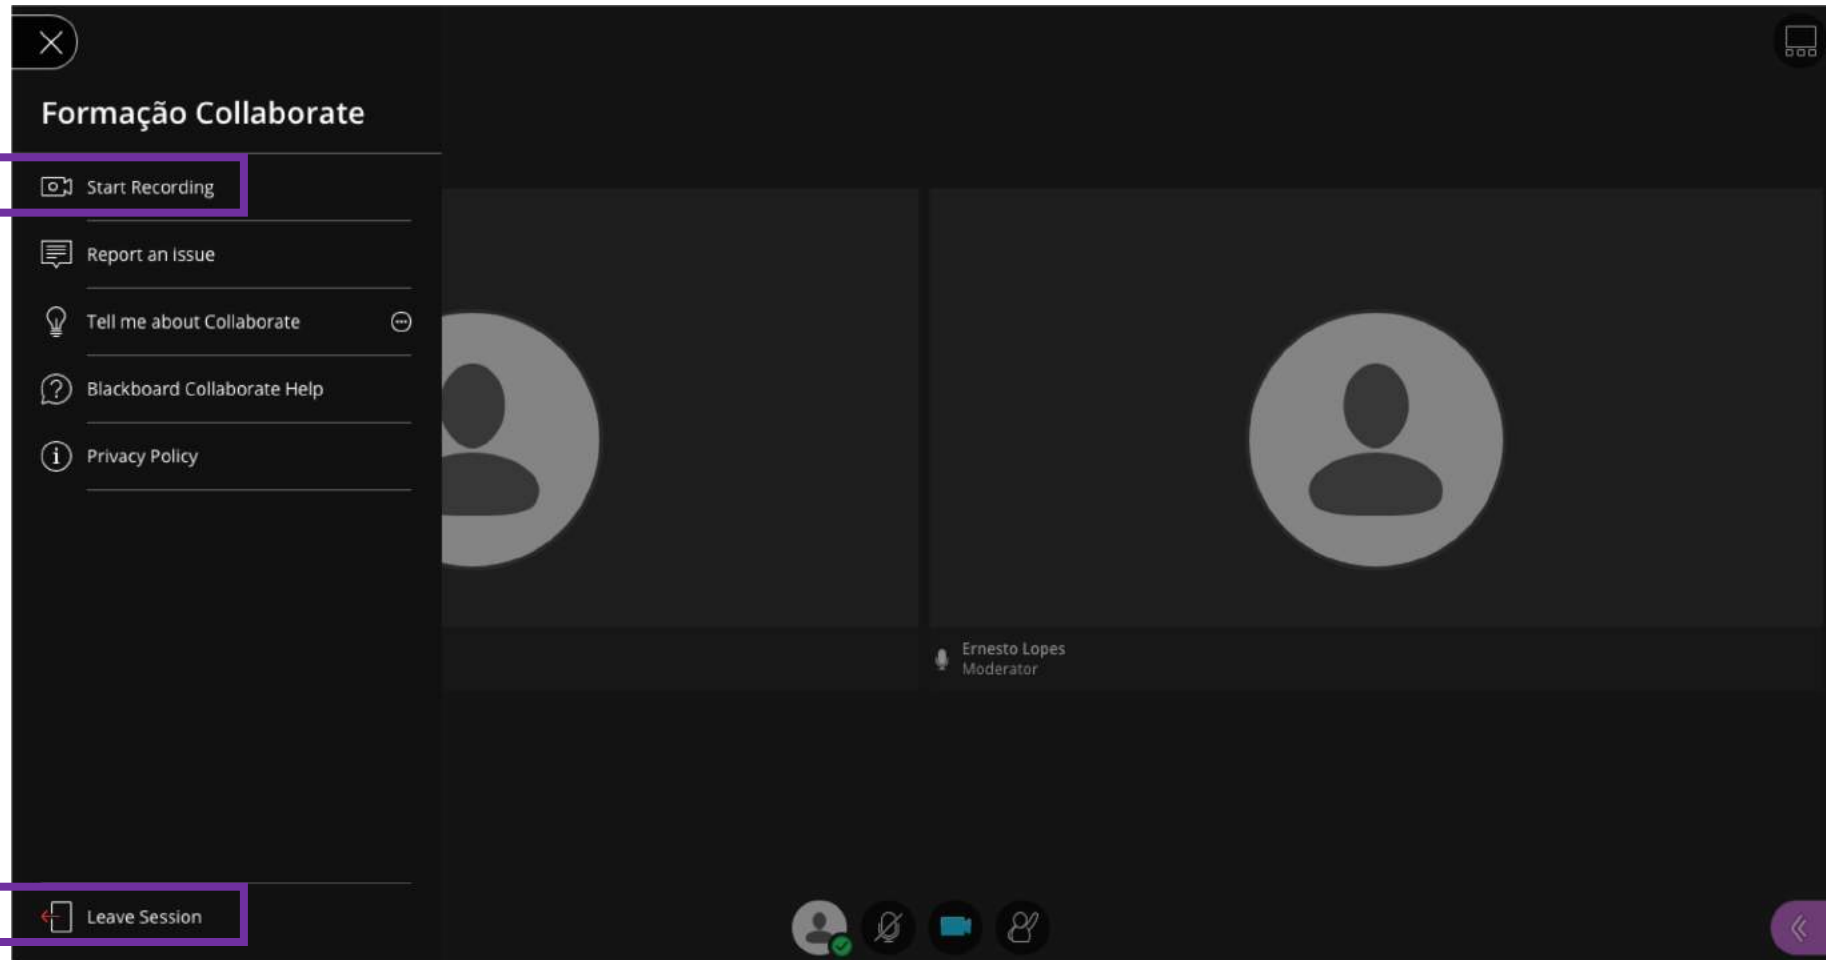 Formação Collaborate
Start Recording
Report an issue
Tell me about Collaborate
Blackboard Collaborate Help
Privacy Policy
Ernesto Lopes
Moderator
Leave Session